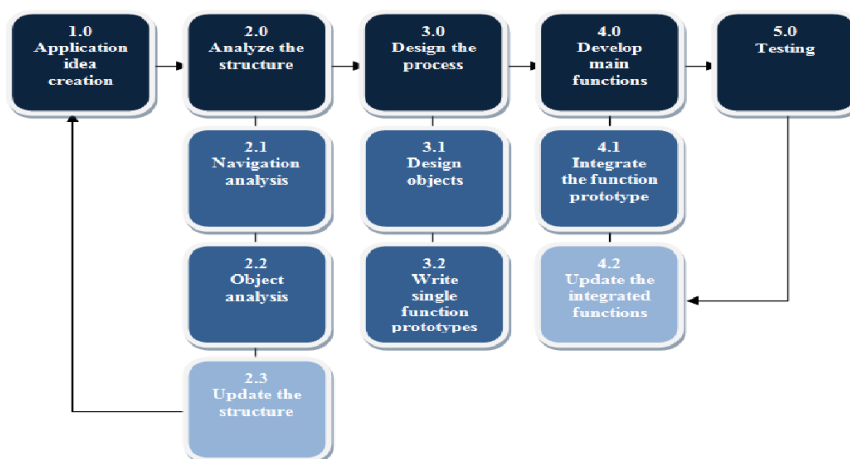 1.0
Application
idea
creation
2.0
Analyze the
structure
3.0
Design the
process
4.0
Develop
main
functions
5.0
Testing
2.1
Navigation
analysis
3.1
Design
objects
4.1
Integrate
the function
prototype
2.2
Object
analysis
3.2
Write
single
function
prototypes
4.2
Update the
integrated
functions
2.3
Update the
structure